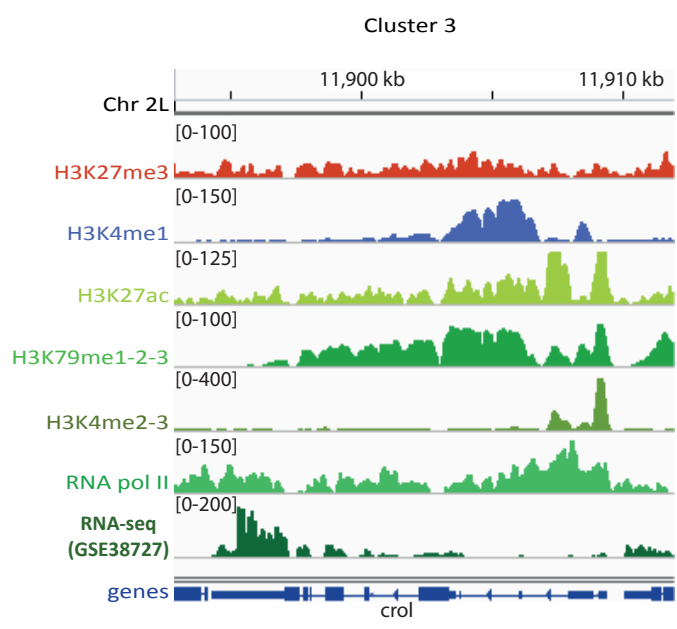 Cluster 3
11,900 kb 11,910 kb
Chr 2L
[0-100]
H3K27me3
[0-150]
H3K4me1
[0-125]
H3K27ac
[0-100]
H3K79me1-2-3
[0-400]
H3K4me2-3
[0-150]
RNA pol II
[0-200]
RNA-seq
(GSE38727)
genes
crol